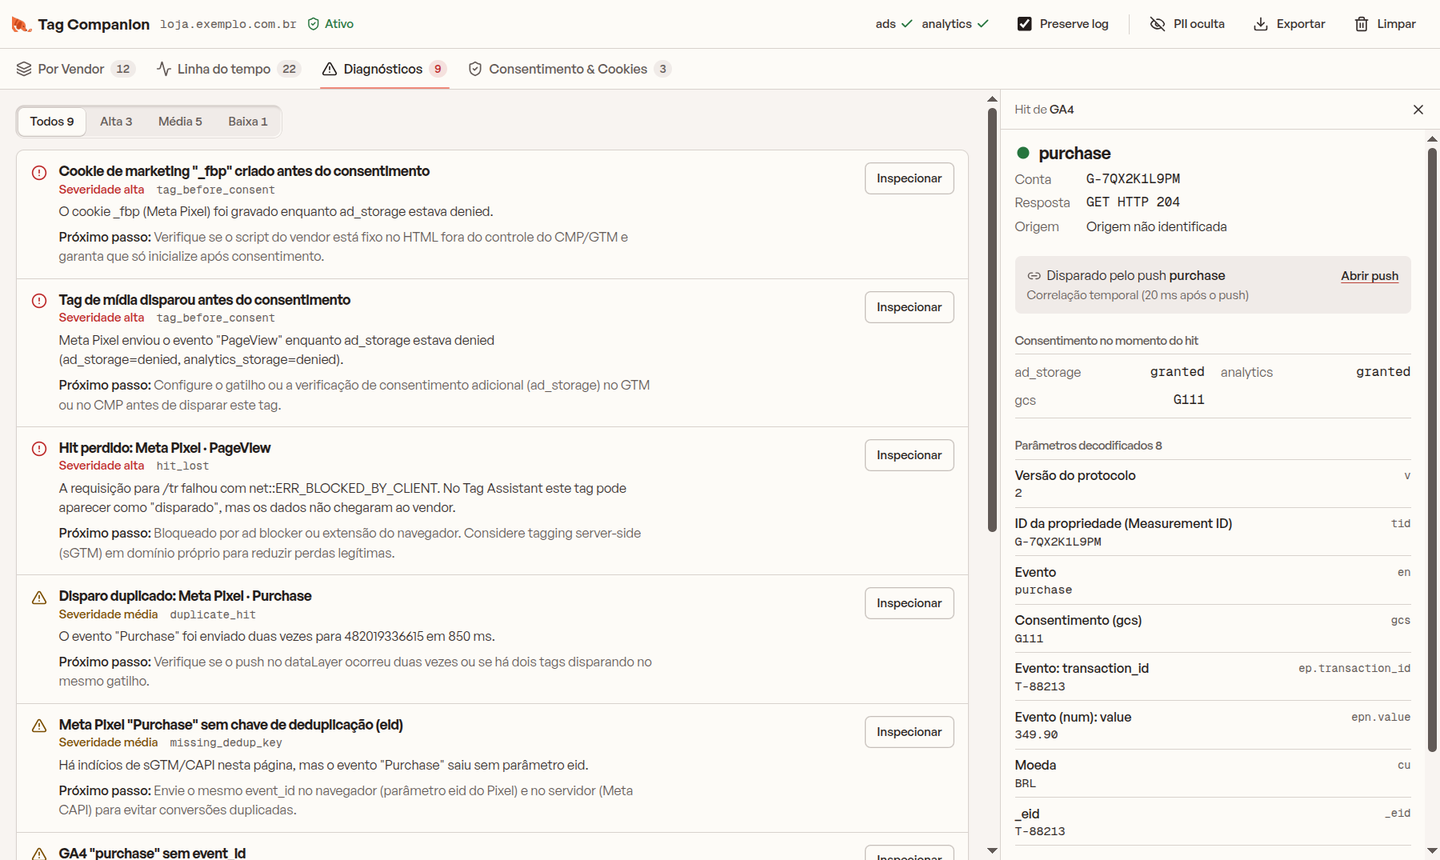 Tag Companion loja.exemplo.com.br Ativo
ads analytics Preserve log PII oculta Exportar Limpar
Por Vendor 12 Linha do tempo 22 Diagnósticos 9 Consentimento & Cookies 3
Todos 9 Alta 3 Média 5 Baixa 1
Cookie de marketing "_fbp" criado antes do consentimento
Inspecionar
Severidade alta tag_before_consent
O cookie _fbp (Meta Pixel) foi gravado enquanto ad_storage estava denied.
Próximo passo: Verifique se o script do vendor está fixo no HTML fora do controle do CMP/GTM e
garanta que só inicialize após consentimento.
Tag de mídia disparou antes do consentimento
Inspecionar
Severidade alta tag_before_consent
Meta Pixel enviou o evento "PageView" enquanto ad_storage estava denied
(ad_storage=denied, analytics_storage=denied).
Próximo passo: Configure o gatilho ou a verificação de consentimento adicional (ad_storage) no GTM
ou no CMP antes de disparar este tag.
Hit perdido: Meta Pixel · PageView
Inspecionar
Severidade alta hit_lost
A requisição para /tr falhou com net::ERR_BLOCKED_BY_CLIENT. No Tag Assistant este tag pode
aparecer como "disparado", mas os dados não chegaram ao vendor.
Próximo passo: Bloqueado por ad blocker ou extensão do navegador. Considere tagging server-side
(sGTM) em domínio próprio para reduzir perdas legítimas.
Disparo duplicado: Meta Pixel · Purchase
Inspecionar
Severidade média duplicate_hit
O evento "Purchase" foi enviado duas vezes para 482019336615 em 850 ms.
Próximo passo: Verifique se o push no dataLayer ocorreu duas vezes ou se há dois tags disparando no
mesmo gatilho.
Meta Pixel "Purchase" sem chave de deduplicação (eid)
Inspecionar
Severidade média missing_dedup_key
Há indícios de sGTM/CAPI nesta página, mas o evento "Purchase" saiu sem parâmetro eid.
Próximo passo: Envie o mesmo event_id no navegador (parâmetro eid do Pixel) e no servidor (Meta
CAPI) para evitar conversões duplicadas.
GA4 "purchase" sem event_id
Inspecionar
Hit de GA4
purchase
Conta G-7QX2K1L9PM
Resposta GET HTTP 204
Origem Origem não identificada
Disparado pelo push purchase Abrir push
Correlação temporal (20 ms após o push)
Consentimento no momento do hit
ad_storage granted analytics granted
gcs G111
Parâmetros decodificados 8
Versão do protocolo v
2
ID da propriedade (Measurement ID) tid
G-7QX2K1L9PM
Evento en
purchase
Consentimento (gcs) gcs
G111
Evento: transaction_id ep.transaction_id
T-88213
Evento (num): value epn.value
349.90
Moeda cu
BRL
_eid _eid
T-88213